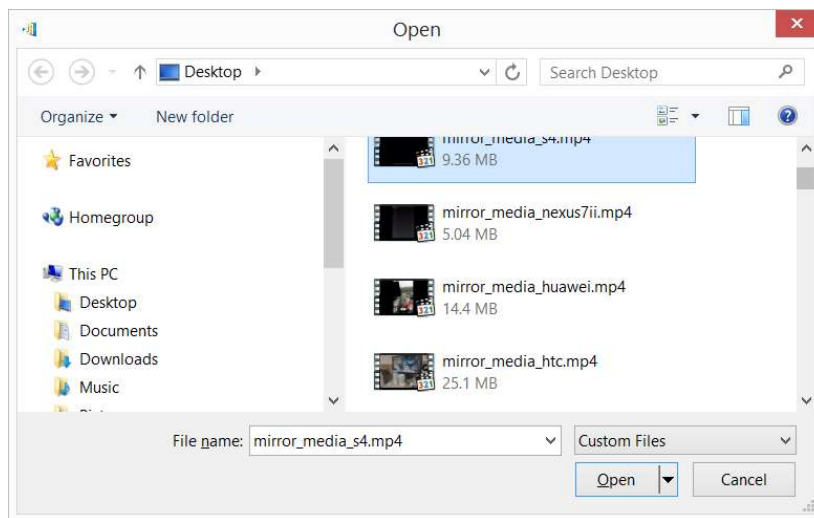 Open
Desktop
Search Desktop
Organize
New folder
Favorites
Homegroup
This PC
Desktop
Documents
Downloads
Music
mirror_media_s4.mp4
9.36 MB
mirror_media_nexus7ii.mp4
5.04 MB
mirror_media_huawei.mp4
14.4 MB
mirror_media_htc.mp4
25.1 MB
File name: mirror_media_s4.mp4
Custom Files
Open
Cancel